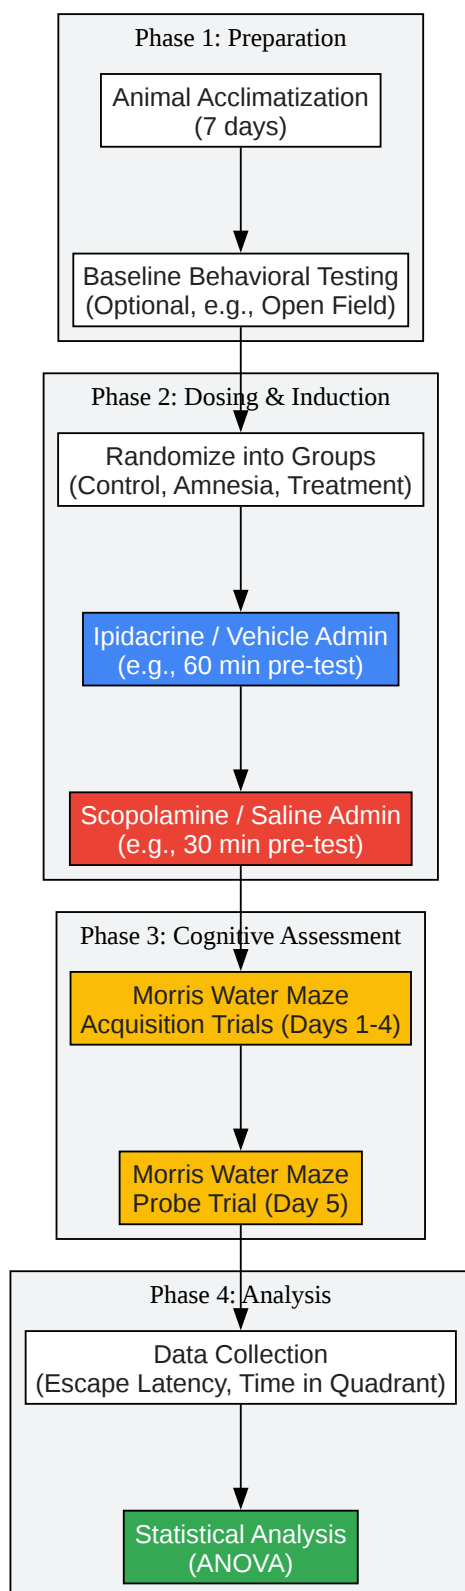 Phase 1: Preparation
Animal Acclimatization
(7 days)
Baseline Behavioral Testing
(Optional, e.g., Open Field)
Phase 2: Dosing & Induction
Randomize into Groups
(Control, Amnesia, Treatment)
Ipidacrine / Vehicle Admin
(e.g., 60 min pre-test)
Scopolamine / Saline Admin
(e.g., 30 min pre-test)
Phase 3: Cognitive Assessment
Morris Water Maze
Acquisition Trials (Days 1-4)
Morris Water Maze
Probe Trial (Day 5)
Phase 4: Analysis
Data Collection
(Escape Latency, Time in Quadrant)
Statistical Analysis
(ANOVA)